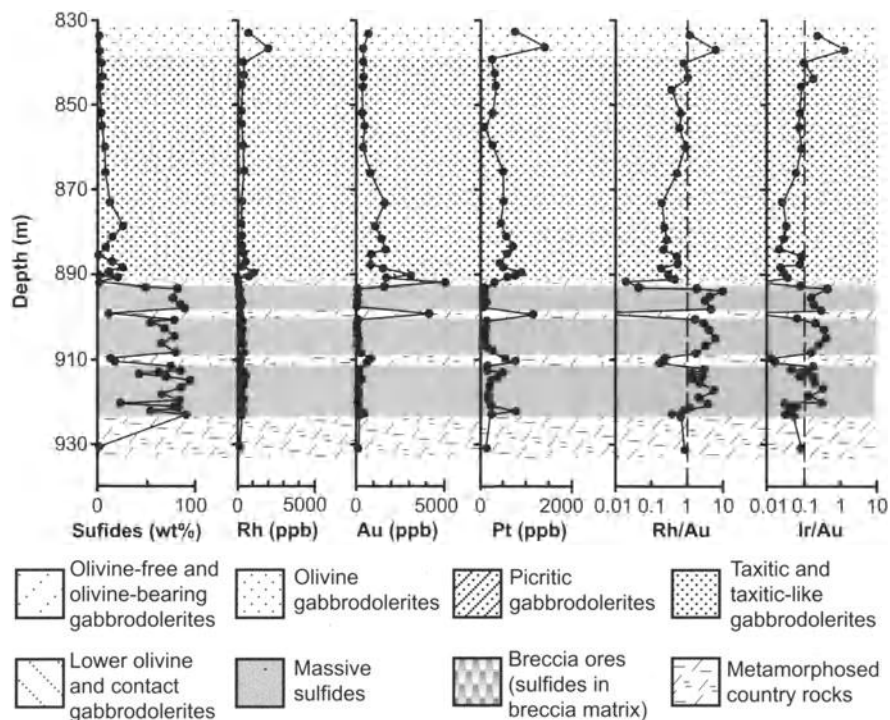 830
850
870
890
910
930
Depth (m)
0 100 0 5000 0 5000 0 2000 0.01 0.1 1 10 0.01 0.1 1 10
Sufides (wt%) Rh (ppb) Au (ppb) Pt (ppb) Rh/Au Ir/Au
Olivine-free and
olivine-bearing
gabbrodolerites
Olivine
gabbrodolerites
Picritic
gabbrodolerites
Taxitic and
taxitic-like
gabbrodolerites
Lower olivine
and contact
gabbrodolerites
Massive
sulfides
Breccia ores
(sulfides in
breccia matrix)
Metamorphosed
country rocks